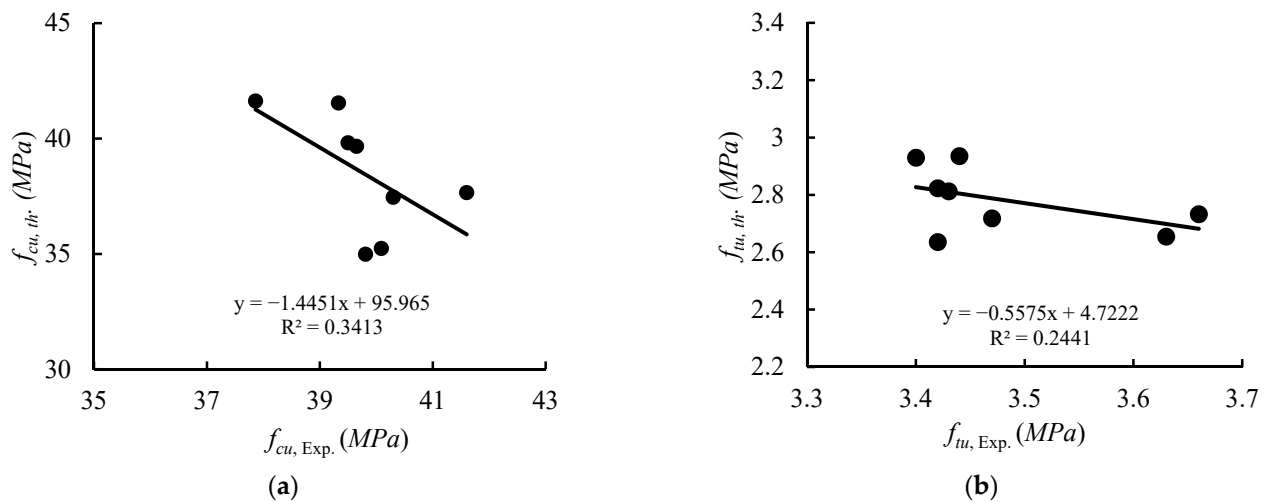 45
40
35
30
35
37
39
41
43
f_cu, th. (MPa)
y = −1.4451x + 95.965
R² = 0.3413
f_cu, Exp. (MPa)
(a)
3.4
3.2
3
2.8
2.6
2.4
2.2
3.3
3.4
3.5
3.6
3.7
f_tu, th. (MPa)
y = −0.5575x + 4.7222
R² = 0.2441
f_tu, Exp. (MPa)
(b)